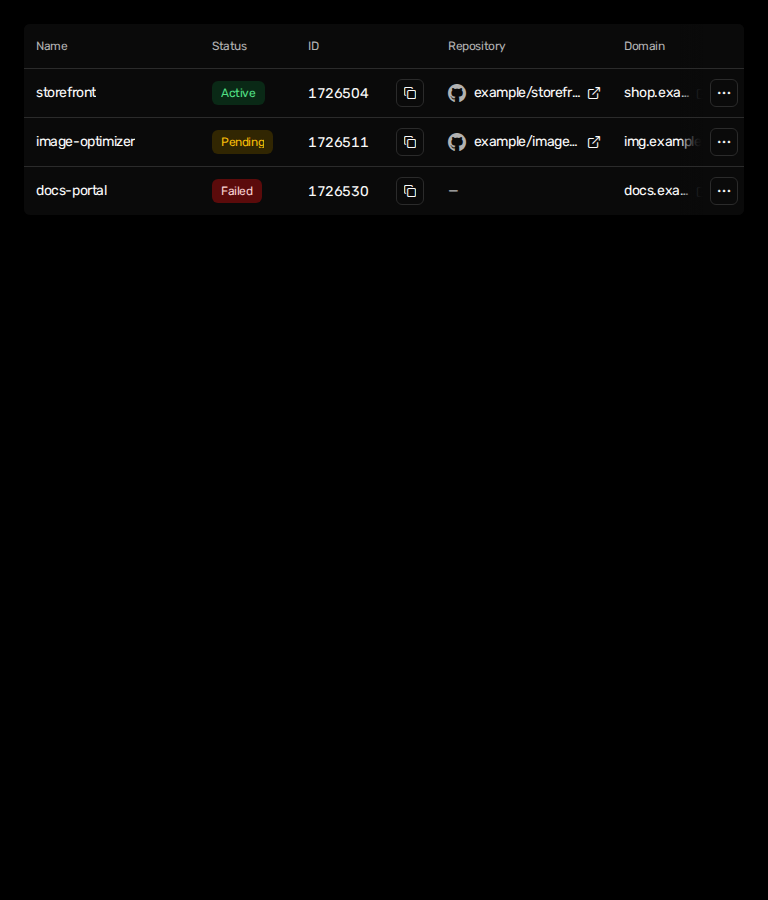 Name Status ID Repository Domain
storefront Active 1726504 example/storefr… shop.exa…
image-optimizer Pending 1726511 example/image… img.example
docs-portal Failed 1726530 – docs.exa…